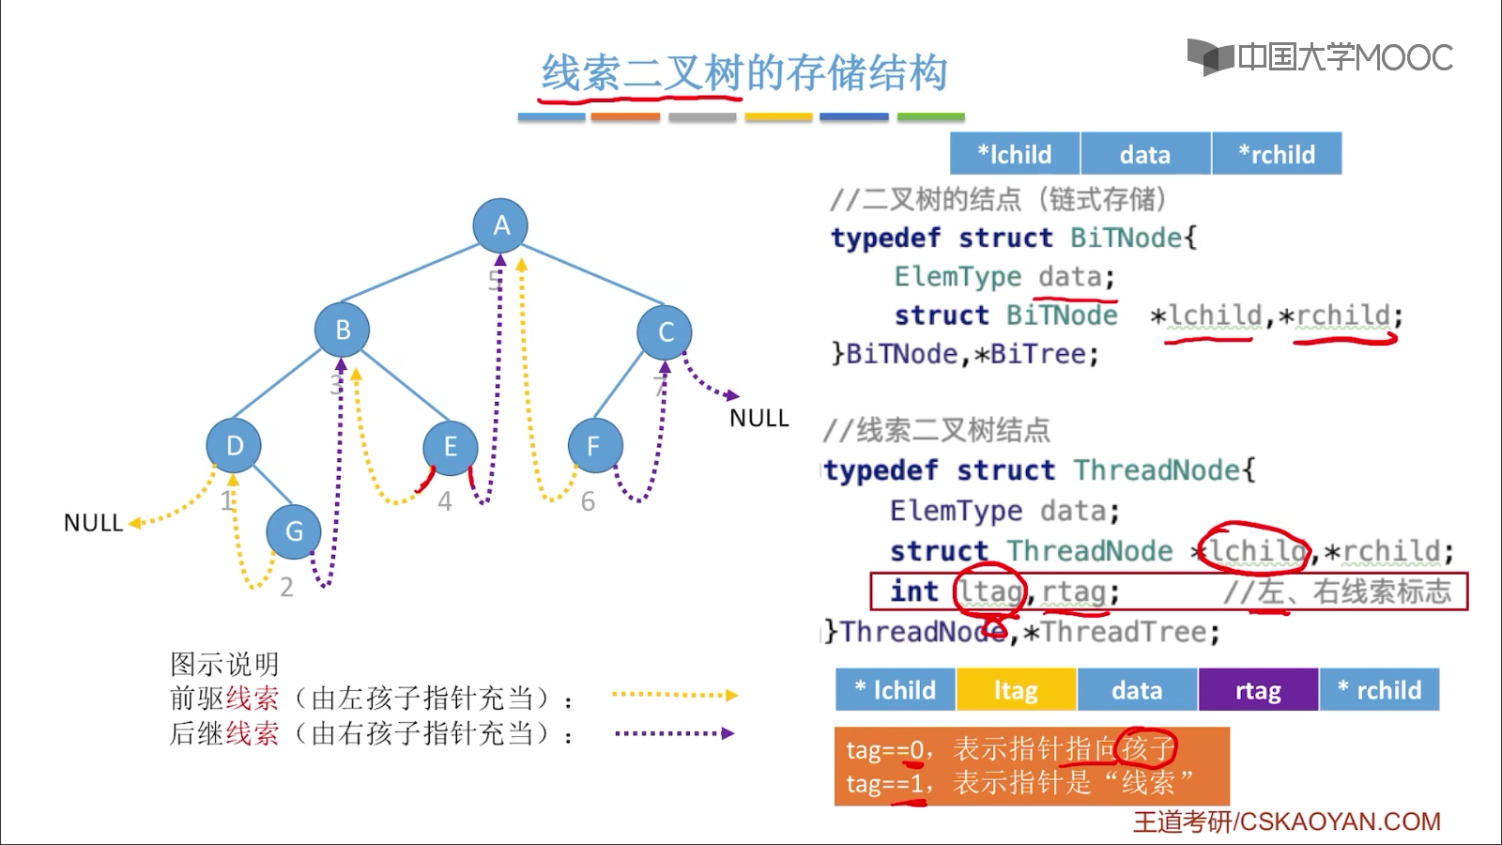 线索二叉树的存储结构
中国大学MOOC
*lchild data *rchild
//二叉树的结点（链式存储）
typedef struct BiTNode{
ElemType data;
struct BiTNode *lchild,*rchild;
}BiTNode,*BiTree;
//线索二叉树结点
typedef struct ThreadNode{
ElemType data;
struct ThreadNode *lchild,*rchild;
int ltag,rtag; //左、右线索标志
}ThreadNode,*ThreadTree;
* lchild ltag data rtag * rchild
tag==0，表示指针指向孩子
tag==1，表示指针是“线索”
王道考研/CSKAOYAN.COM
A
5
B
C
3
7
NULL
D
E
F
1
4
6
NULL
G
2
图示说明
前驱线索（由左孩子指针充当）：
后继线索（由右孩子指针充当）：